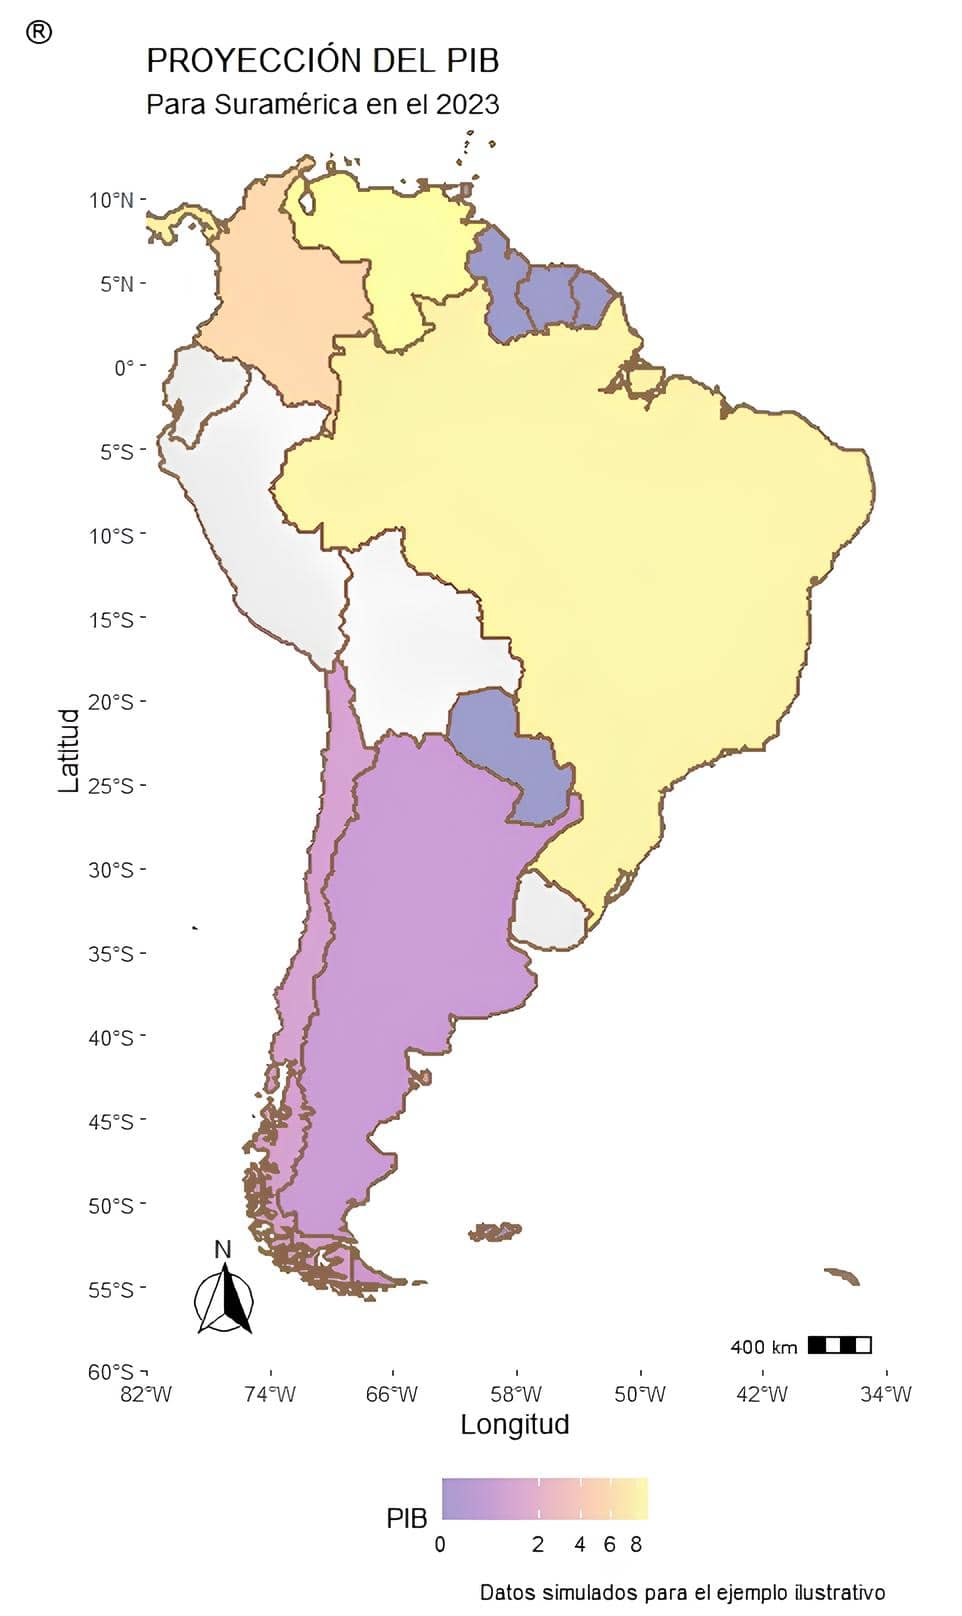 ®
PROYECCIÓN DEL PIB
Para Suramérica en el 2023
10°N
5°N
0°
5°S
10°S
15°S
20°S
25°S
30°S
35°S
40°S
45°S
50°S
55°S
60°S
Latitud
N
400 km
82°W 74°W 66°W 58°W 50°W 42°W 34°W
Longitud
PIB
0 2 4 6 8
Datos simulados para el ejemplo ilustrativo